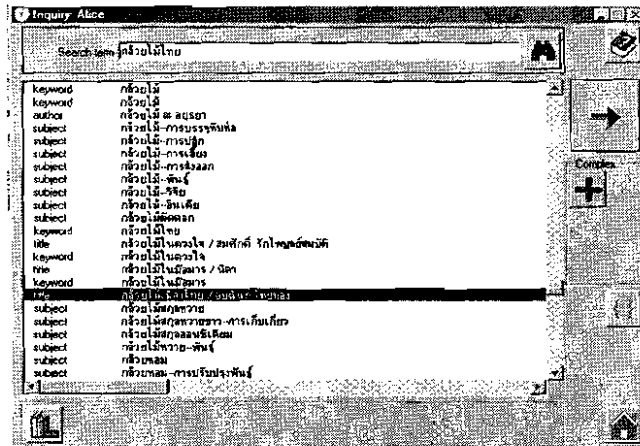 Inquiry Alice
Search term กล้วยไม้ไทย
keyword กล้วยไม้
keyword กล้วยไม้
author กล้วยไม้ ณ อยุธยา
subject กล้วยไม้--การบรรจุหีบห่อ
subject กล้วยไม้--การปลูก
subject กล้วยไม้--การเลี้ยง
subject กล้วยไม้--การส่งออก
subject กล้วยไม้--พันธุ์
subject กล้วยไม้--วิจัย
subject กล้วยไม้--อินเดีย
subject กล้วยไม้ผิดดอก
keyword กล้วยไม้ไทย
title กล้วยไม้ในดวงใจ / สมศักดิ์ รักไพบูลย์สมบัติ
keyword กล้วยไม้ในดวงใจ
title กล้วยไม้ในมือมาร / นิดา
keyword กล้วยไม้ในมือมาร
title
subject กล้วยไม้สกุลหวาย
subject กล้วยไม้สกุลหวายขาว--การเก็บเกี่ยว
subject กล้วยไม้สกุลออนซิเดียม
subject กล้วยไม้หวาย--พันธุ์
subject กล้วยหอม
subject กล้วยหอม--การปรับปรุงพันธุ์
Complex